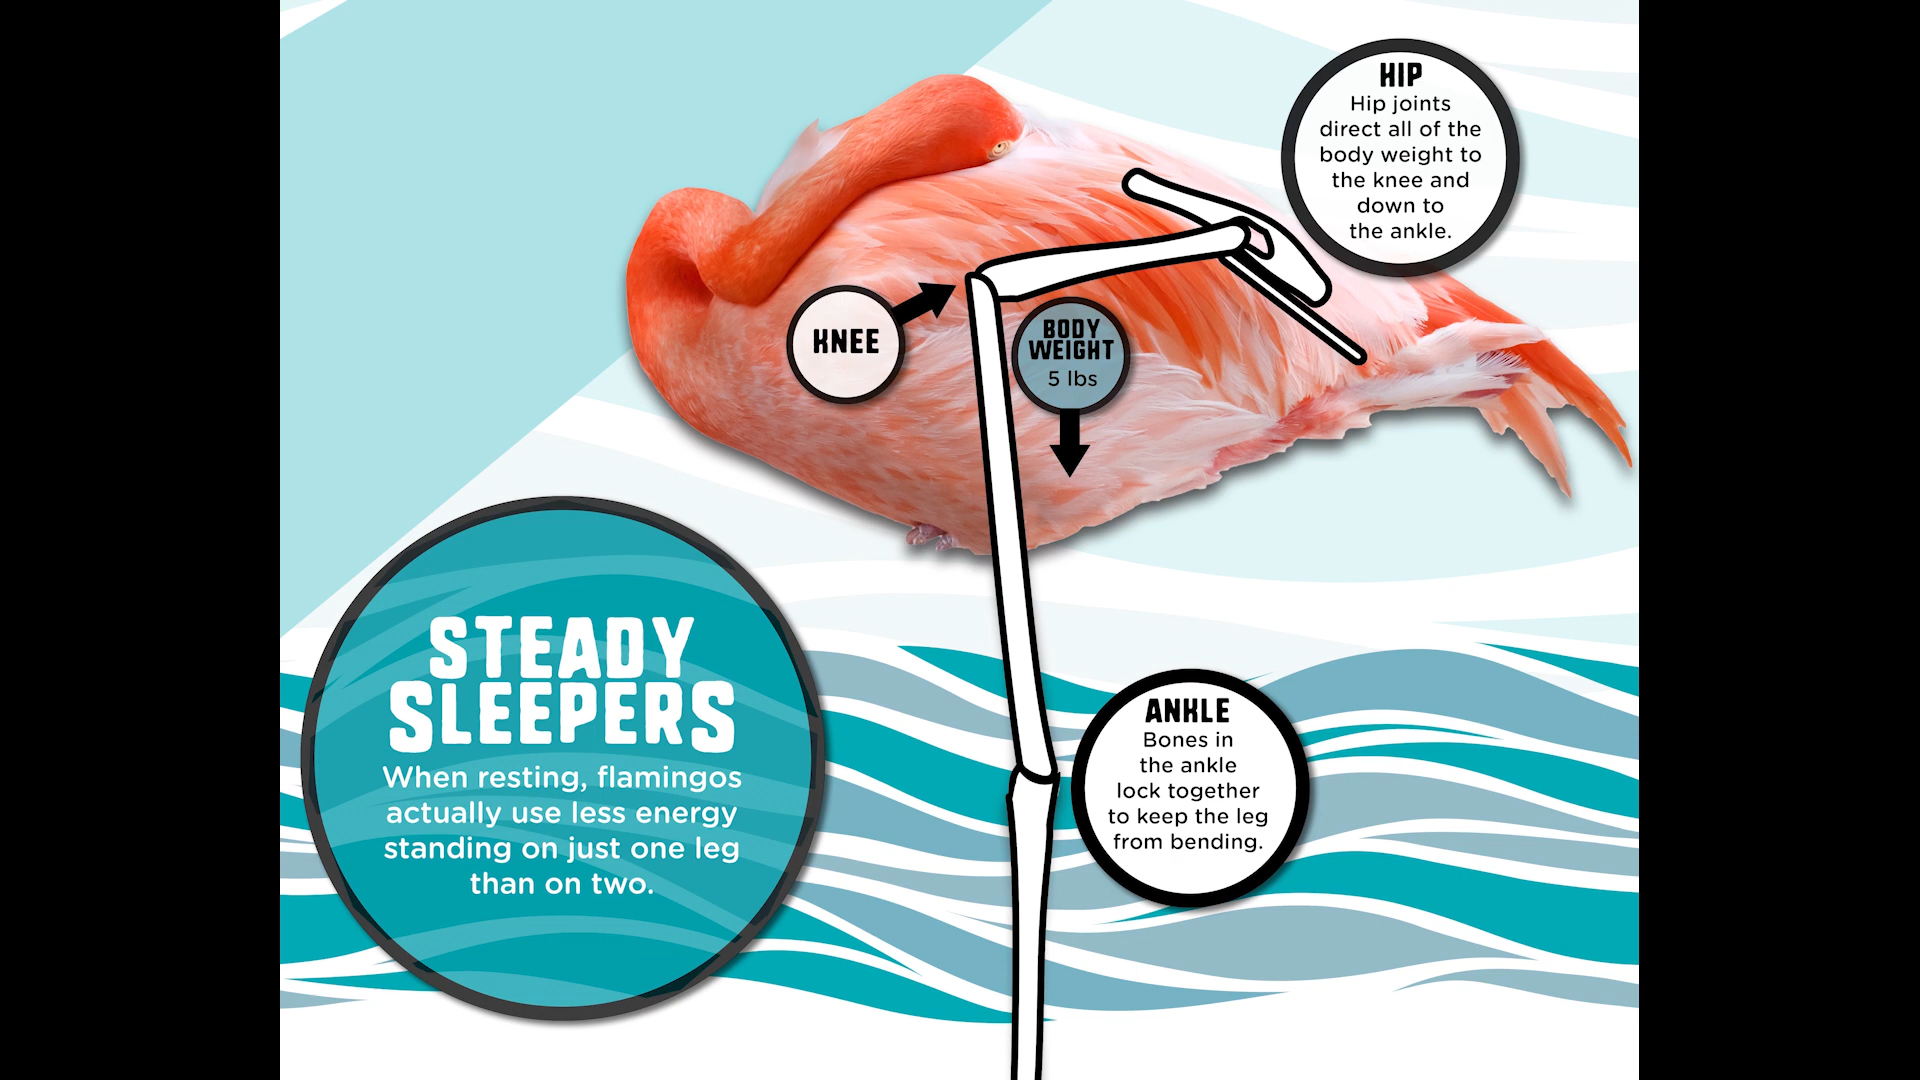 HIP
Hip joints
direct all of the
body weight to
the knee and
down to
the ankle.
KNEE
BODY
WEIGHT
5 lbs
STEADY
SLEEPERS
When resting, flamingos
actually use less energy
standing on just one leg
than on two.
ANKLE
Bones in
the ankle
lock together
to keep the leg
from bending.